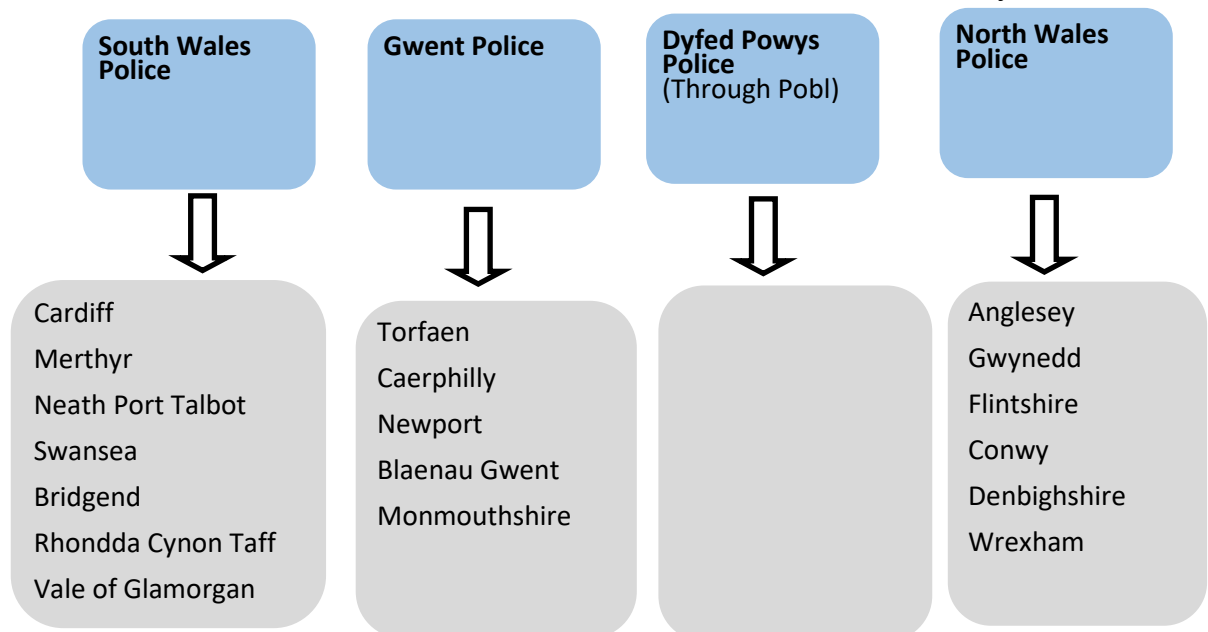 South Wales
Police
Gwent Police
Dyfed Powys
Police
(Through Pobl)
North Wales
Police
Cardiff
Merthyr
Neath Port Talbot
Swansea
Bridgend
Rhondda Cynon Taff
Vale of Glamorgan
Torfaen
Caerphilly
Newport
Blaenau Gwent
Monmouthshire
Anglesey
Gwynedd
Flintshire
Conwy
Denbighshire
Wrexham